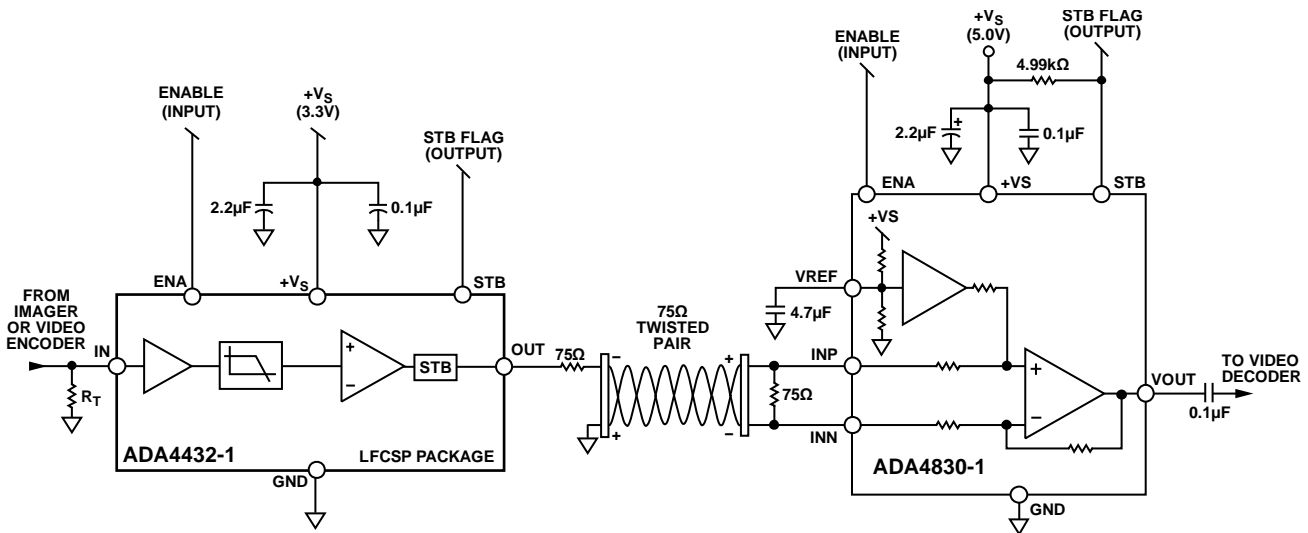 ENABLE
(INPUT)
+VS
(3.3V)
STB FLAG
(OUTPUT)
2.2µF
0.1µF
ENA
+VS
STB
FROM
IMAGER
OR VIDEO
ENCODER
IN
RT
+
−
STB
OUT
ADA4432-1
LFCSP PACKAGE
GND
75Ω
75Ω
TWISTED
PAIR
−
+
+
−
75Ω
ENABLE
(INPUT)
+VS
(5.0V)
STB FLAG
(OUTPUT)
4.99kΩ
2.2µF
+
0.1µF
ENA
+VS
STB
+VS
VREF
4.7µF
INP
INN
+
−
VOUT
TO VIDEO
DECODER
0.1µF
ADA4830-1
GND